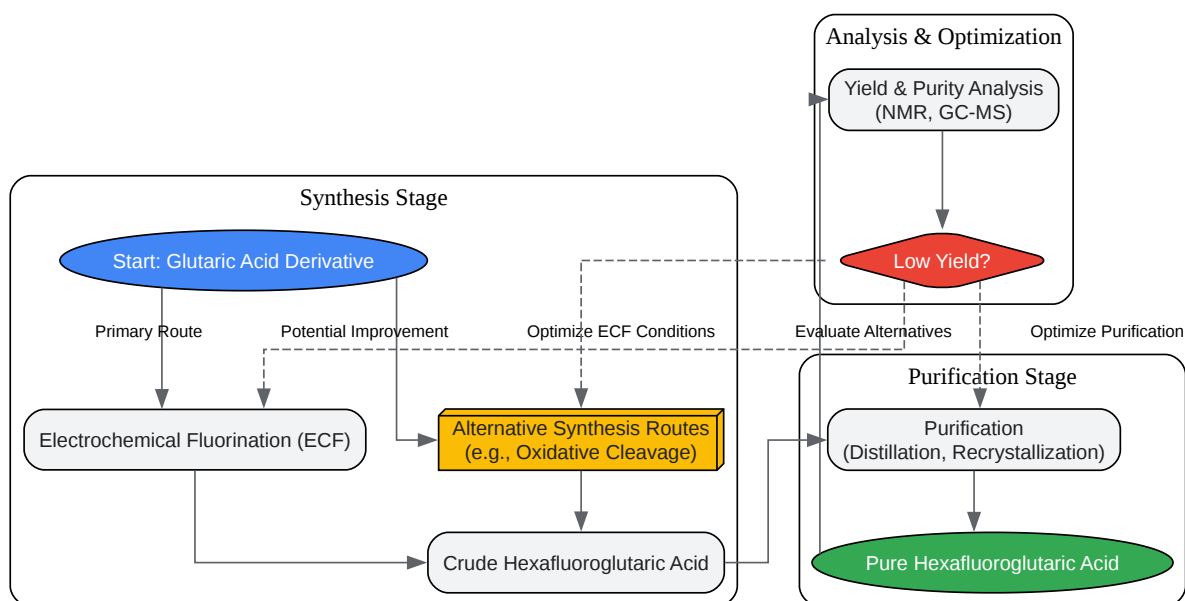 Analysis & Optimization
Yield & Purity Analysis
(NMR, GC-MS)
Synthesis Stage
Start: Glutaric Acid Derivative
Low Yield?
Primary Route
Potential Improvement
Optimize ECF Conditions
Evaluate Alternatives
Optimize Purification
Purification Stage
Electrochemical Fluorination (ECF)
Alternative Synthesis Routes
(e.g., Oxidative Cleavage)
Purification
(Distillation, Recrystallization)
Crude Hexafluoroglutaric Acid
Pure Hexafluoroglutaric Acid